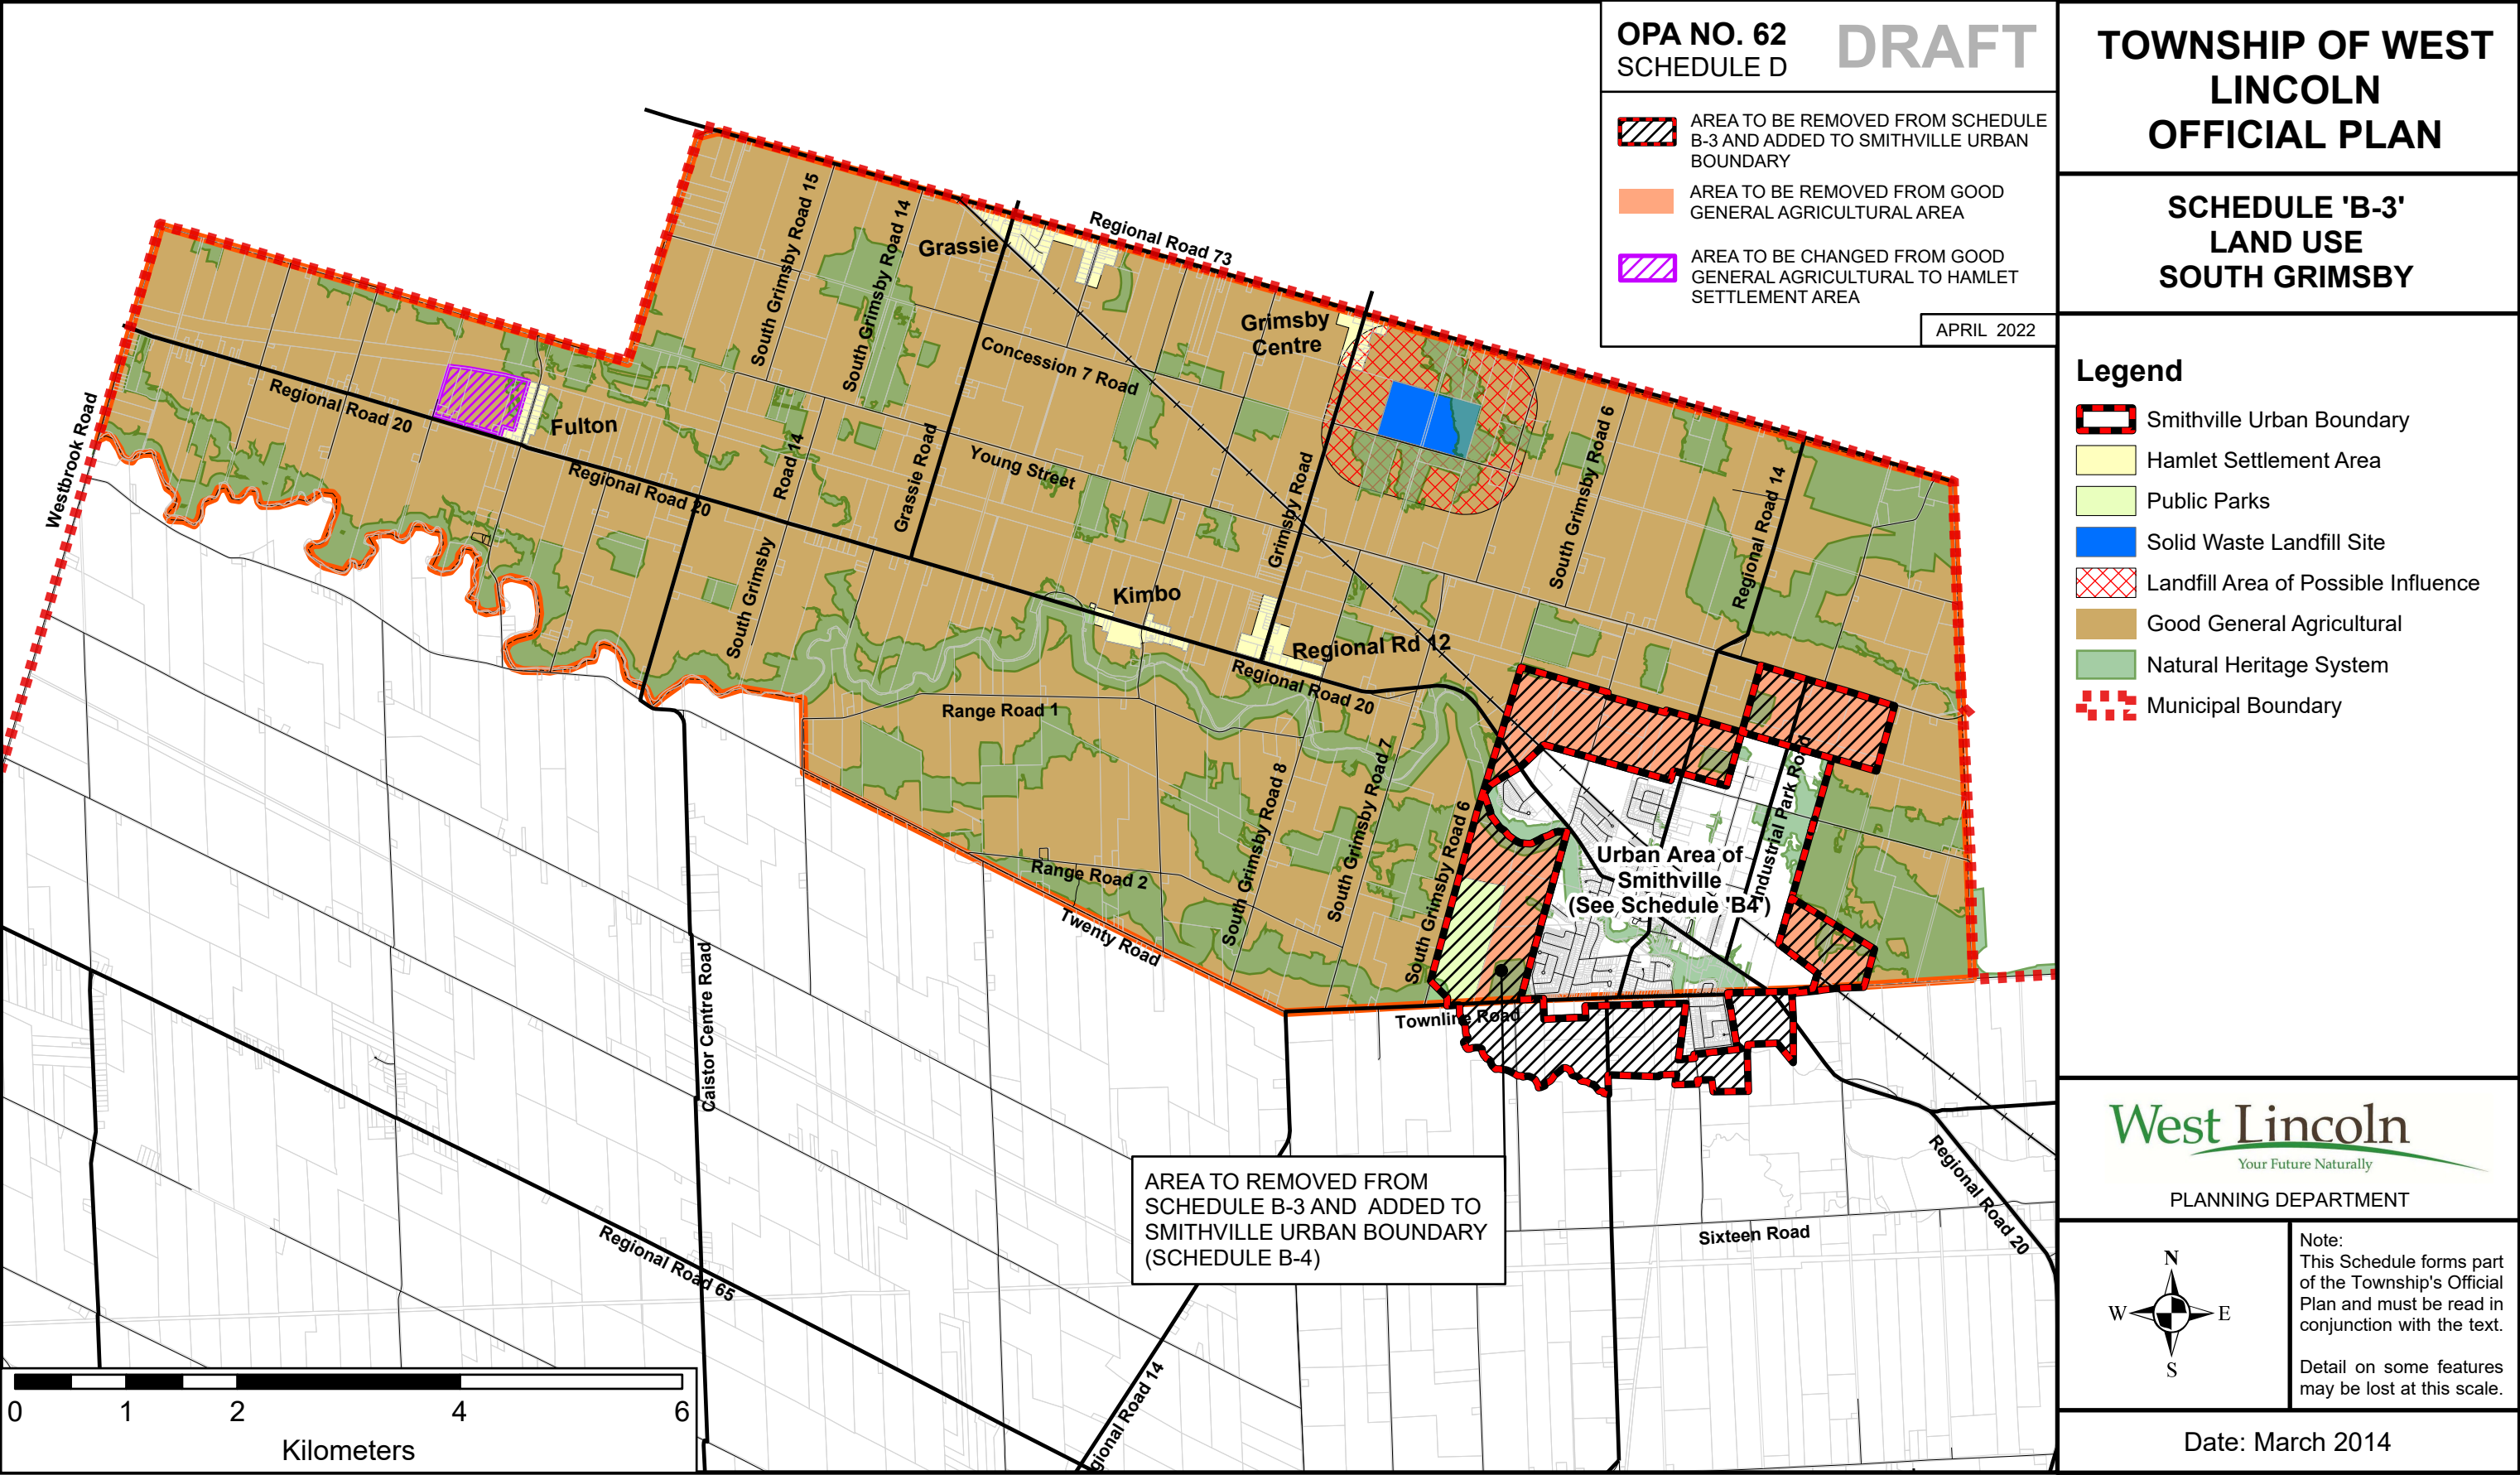 OPA NO. 62
SCHEDULE D
DRAFT
AREA TO BE REMOVED FROM SCHEDULE
B-3 AND ADDED TO SMITHVILLE URBAN
BOUNDARY
AREA TO BE REMOVED FROM GOOD
GENERAL AGRICULTURAL AREA
AREA TO BE CHANGED FROM GOOD
GENERAL AGRICULTURAL TO HAMLET
SETTLEMENT AREA
APRIL 2022
TOWNSHIP OF WEST
LINCOLN
OFFICIAL PLAN
SCHEDULE 'B-3'
LAND USE
SOUTH GRIMSBY
Legend
Smithville Urban Boundary
Hamlet Settlement Area
Public Parks
Solid Waste Landfill Site
Landfill Area of Possible Influence
Good General Agricultural
Natural Heritage System
Municipal Boundary
West Lincoln
Your Future Naturally
PLANNING DEPARTMENT
N
W
E
S
Note:
This Schedule forms part
of the Township's Official
Plan and must be read in
conjunction with the text.
Detail on some features
may be lost at this scale.
Date: March 2014
Westbrook Road
Regional Road 20
Fulton
Regional Road 20
South Grimsby Road 15
South Grimsby Road 14
Grassie
Regional Road 73
Concession 7 Road
Grimsby
Centre
Road 14
South Grimsby
Grassie Road
Young Street
Grimsby Road
South Grimsby Road 6
Regional Road 14
Kimbo
Regional Rd 12
Regional Road 20
Range Road 1
Range Road 2
Twenty Road
South Grimsby Road 8
South Grimsby Road 7
South Grimsby Road 6
Industrial Park Road
Urban Area of
Smithville
(See Schedule 'B4')
Townline Road
Caistor Centre Road
AREA TO REMOVED FROM
SCHEDULE B-3 AND ADDED TO
SMITHVILLE URBAN BOUNDARY
(SCHEDULE B-4)
Sixteen Road
Regional Road 20
Regional Road 65
gional Road 14
0 1 2 4 6
Kilometers